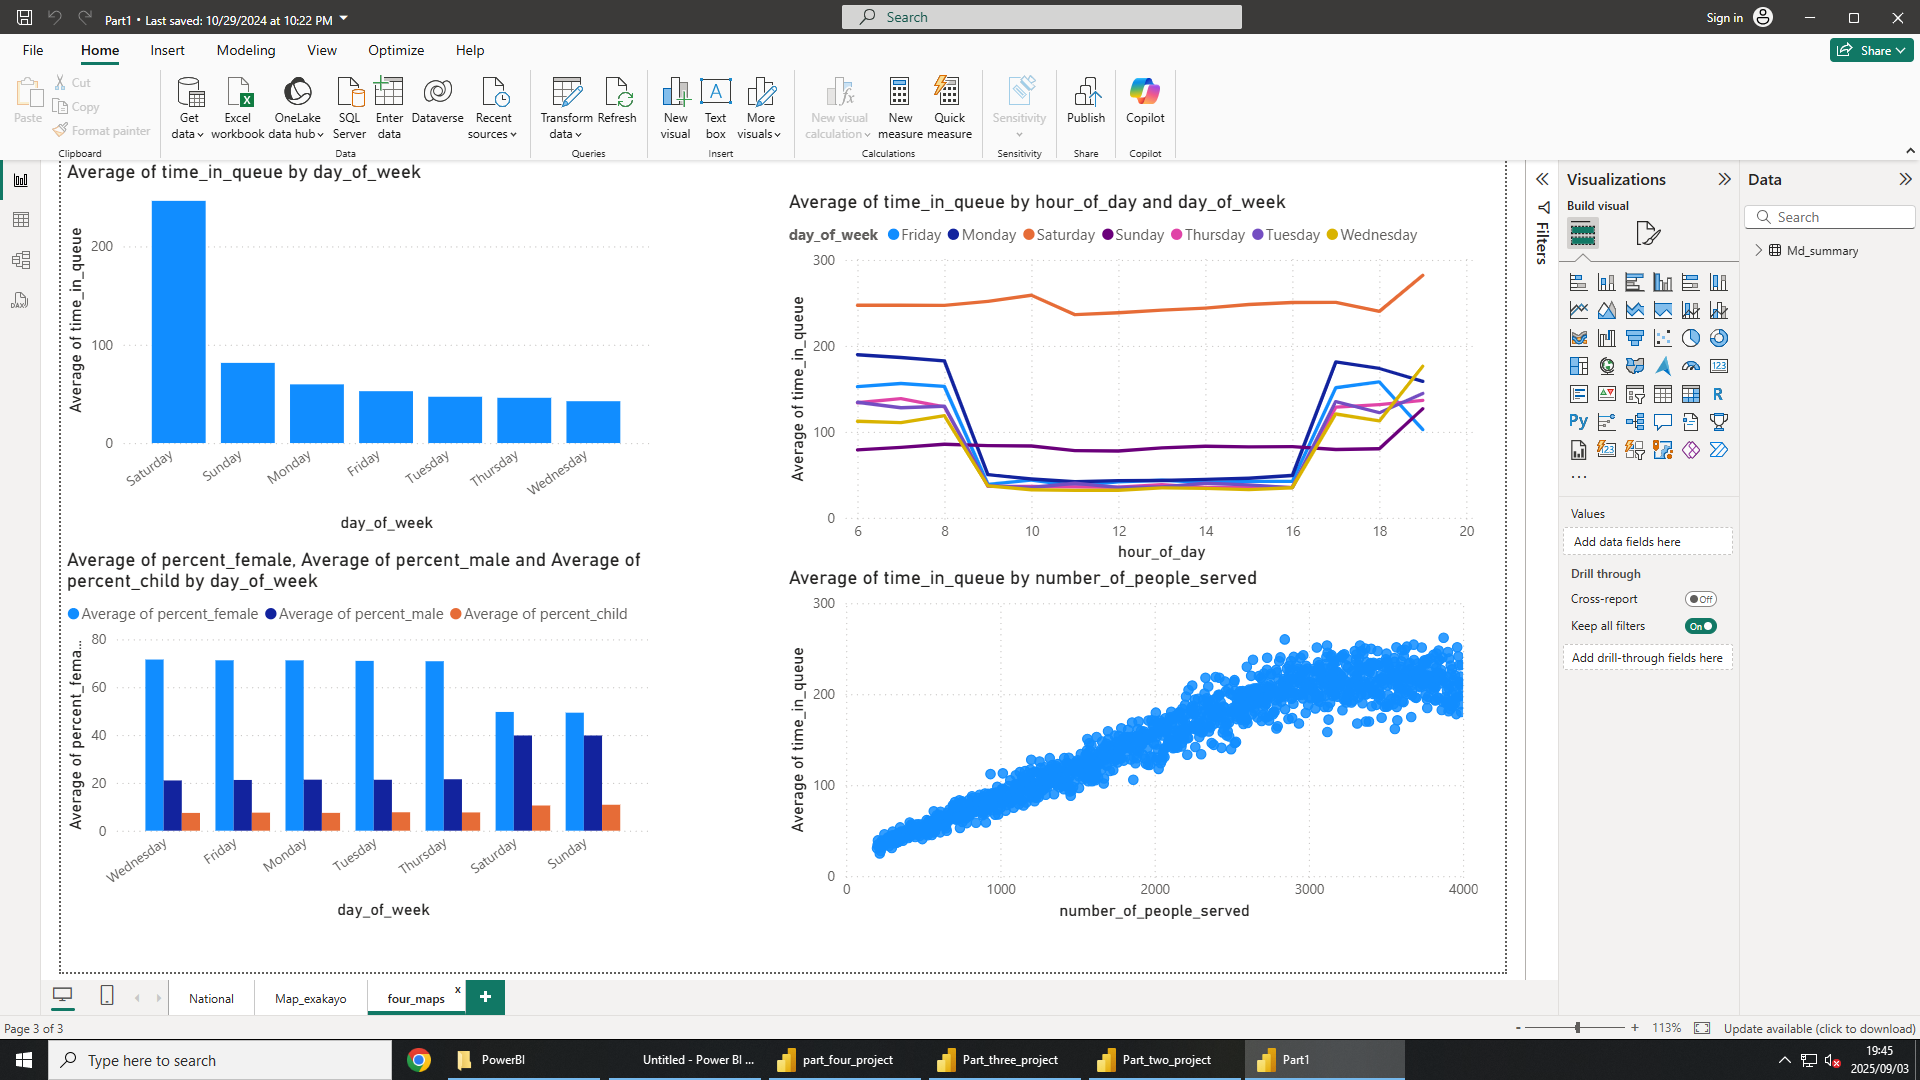 Part1 • Last saved: 10/29/2024 at 10:22 PM
Search
Sign in
File Home Insert Modeling View Optimize Help
Share
Paste
Cut
Copy
Format painter
Clipboard
Get data
Excel workbook
OneLake data hub
SQL Server
Enter data
Dataverse
Recent sources
Data
Transform data
Refresh
Queries
New visual
Text box
More visuals
Insert
New visual calculation
New measure
Quick measure
Calculations
Sensitivity
Sensitivity
Publish
Share
Copilot
Copilot
Average of time_in_queue by day_of_week
Average of time_in_queue
200
100
0
Saturday Sunday Monday Friday Tuesday Thursday Wednesday
day_of_week
Average of time_in_queue by hour_of_day and day_of_week
day_of_week Friday Monday Saturday Sunday Thursday Tuesday Wednesday
Average of time_in_queue
300
200
100
0
6 8 10 12 14 16 18 20
hour_of_day
Average of percent_female, Average of percent_male and Average of
percent_child by day_of_week
Average of percent_female Average of percent_male Average of percent_child
Average of percent_fema...
80
60
40
20
0
Wednesday Friday Monday Tuesday Thursday Saturday Sunday
day_of_week
Average of time_in_queue by number_of_people_served
Average of time_in_queue
300
200
100
0
0 1000 2000 3000 4000
number_of_people_served
Filters
Visualizations
Build visual
R
Py
123
123
...
Values
Add data fields here
Drill through
Cross-report Off
Keep all filters On
Add drill-through fields here
Data
Search
Md_summary
DAX
National Map_exakayo four_maps x +
Page 3 of 3
- + 113%
Update available (click to download)
Type here to search
PowerBI
Untitled - Power BI ...
part_four_project
Part_three_project
Part_two_project
Part1
19:45
2025/09/03